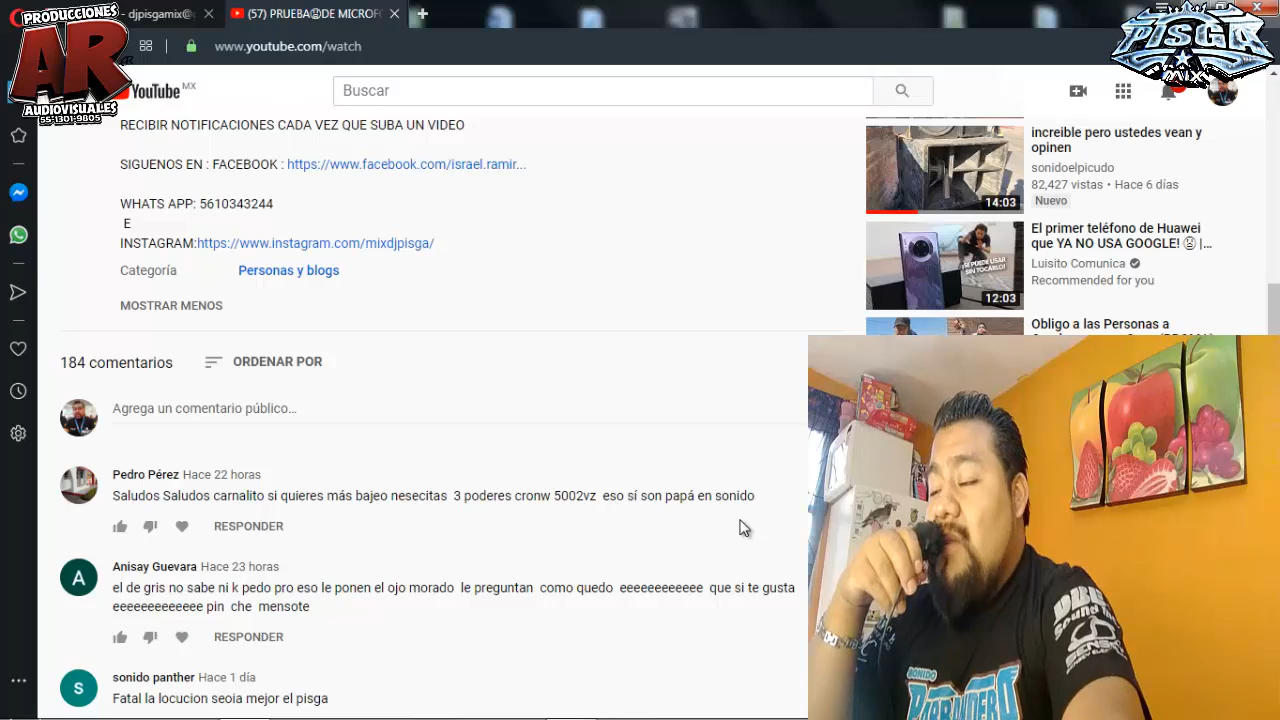 PRODUCCIONES
AR
AUDIOVISUALES
55-1301-9805
- djpisgamix@
(57) PRUEBA😩DE MICROF
PISGA
MIX
www.youtube.com/watch
YouTube MX
Buscar
RECIBIR NOTIFICACIONES CADA VEZ QUE SUBA UN VIDEO
SIGUENOS EN : FACEBOOK : https://www.facebook.com/israel.ramir...
WHATS APP: 5610343244
E
INSTAGRAM:https://www.instagram.com/mixdjpisga/
Categoría Personas y blogs
MOSTRAR MENOS
184 comentarios ORDENAR POR
Agrega un comentario público...
Pedro Pérez Hace 22 horas
Saludos Saludos carnalito si quieres más bajeo nesecitas 3 poderes cronw 5002vz eso sí son papá en sonido
RESPONDER
Anisay Guevara Hace 23 horas
el de gris no sabe ni k pedo pro eso le ponen el ojo morado le preguntan como quedo eeeeeeeeeeee que si te gusta
eeeeeeeeeeeee pin che mensote
RESPONDER
sonido panther Hace 1 día
Fatal la locucion seoia mejor el pisga
increible pero ustedes vean y
opinen
sonidoelpicudo
82,427 vistas • Hace 6 días
Nuevo
14:03
El primer teléfono de Huawei
que YA NO USA GOOGLE! 😩 |...
Luisito Comunica
Recommended for you
¡SE PUEDE USAR
SIN TOCARLO!
12:03
Obligo a las Personas a
SONIDO